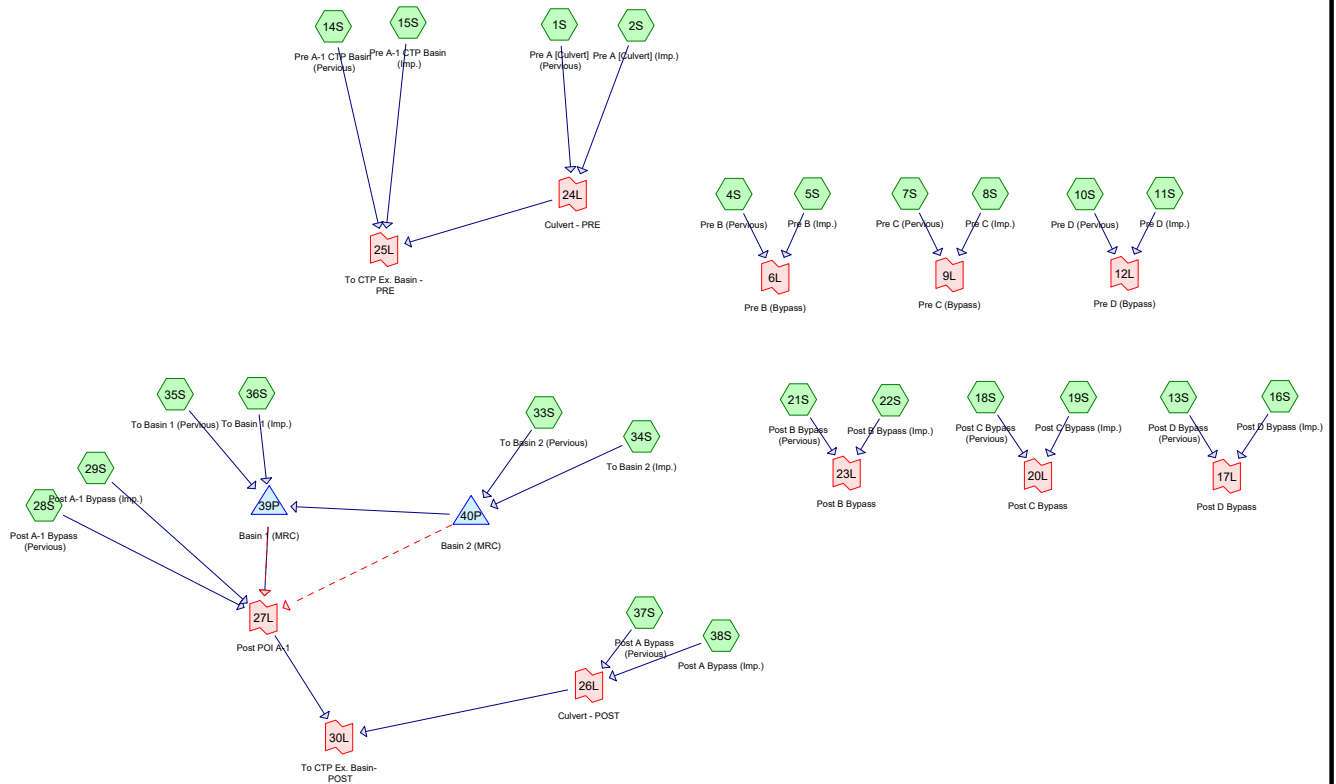 14S
Pre A-1 CTP Basin
(Pervious)
15S
Pre A-1 CTP Basin
(Imp.)
1S
Pre A [Culvert]
(Pervious)
2S
Pre A [Culvert] (Imp.)
24L
Culvert - PRE
25L
To CTP Ex. Basin -
PRE
4S
Pre B (Pervious)
5S
Pre B (Imp.)
6L
Pre B (Bypass)
7S
Pre C (Pervious)
8S
Pre C (Imp.)
9L
Pre C (Bypass)
10S
Pre D (Pervious)
11S
Pre D (Imp.)
12L
Pre D (Bypass)
35S
To Basin 1 (Pervious)
36S
To Basin 1 (Imp.)
33S
To Basin 2 (Pervious)
34S
To Basin 2 (Imp.)
29S
Post A-1 Bypass (Imp.)
28S
Post A-1 Bypass
(Pervious)
39P
Basin 1 (MRC)
40P
Basin 2 (MRC)
27L
Post POI A-1
37S
Post A Bypass
(Pervious)
38S
Post A Bypass (Imp.)
26L
Culvert - POST
30L
To CTP Ex. Basin-
POST
21S
Post B Bypass
(Pervious)
22S
Post B Bypass (Imp.)
23L
Post B Bypass
18S
Post C Bypass
(Pervious)
19S
Post C Bypass (Imp.)
20L
Post C Bypass
13S
Post D Bypass
(Pervious)
16S
Post D Bypass (Imp.)
17L
Post D Bypass